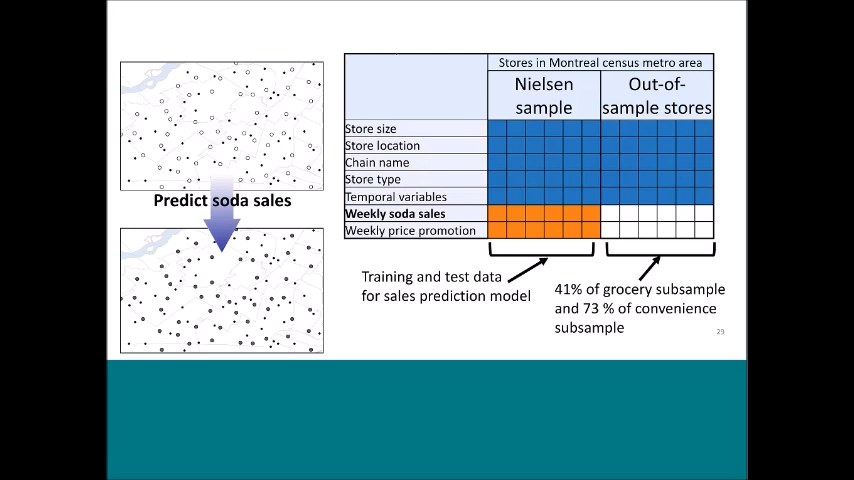 Stores in Montreal census metro area
Nielsen
sample
Out-of-
sample stores
Store size
Store location
Chain name
Store type
Temporal variables
Weekly soda sales
Weekly price promotion
Predict soda sales
Training and test data
for sales prediction model
41% of grocery subsample
and 73 % of convenience
subsample
29